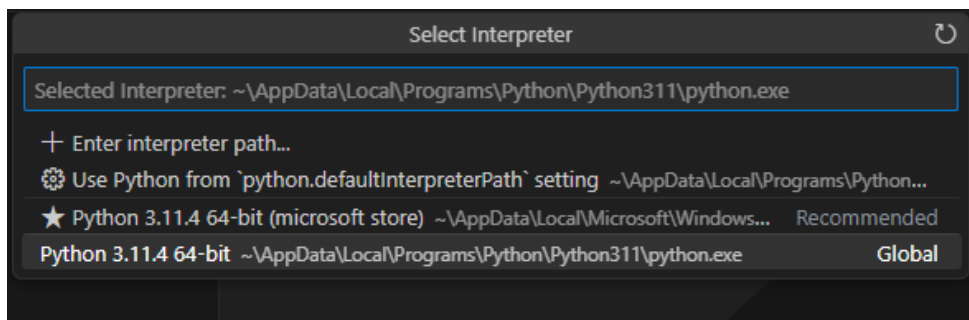 Select Interpreter
Selected Interpreter: ~\AppData\Local\Programs\Python\Python311\python.exe
Enter interpreter path...
Use Python from `python.defaultInterpreterPath` setting ~\AppData\Local\Programs\Python...
Python 3.11.4 64-bit (microsoft store) ~\AppData\Local\Microsoft\Windows... Recommended
Python 3.11.4 64-bit ~\AppData\Local\Programs\Python\Python311\python.exe Global